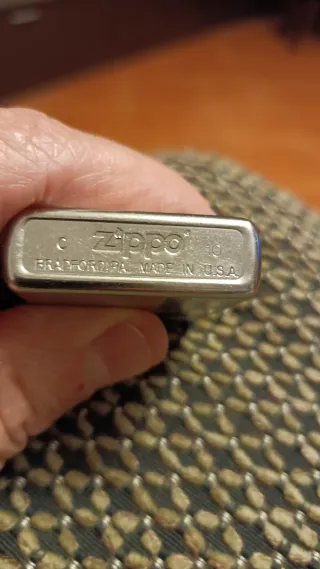 C Zippo
BRADFORD, PA. MADE IN U.S.A.